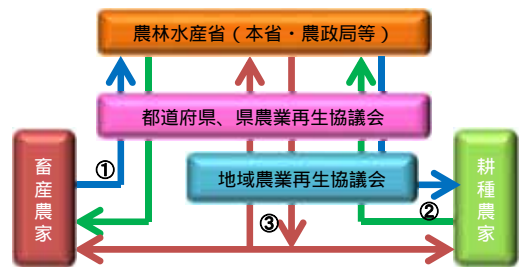 農林水産省（本省・農政局等）
都道府県、県農業再生協議会
地域農業再生協議会
畜産農家
①
③
②
耕種農家